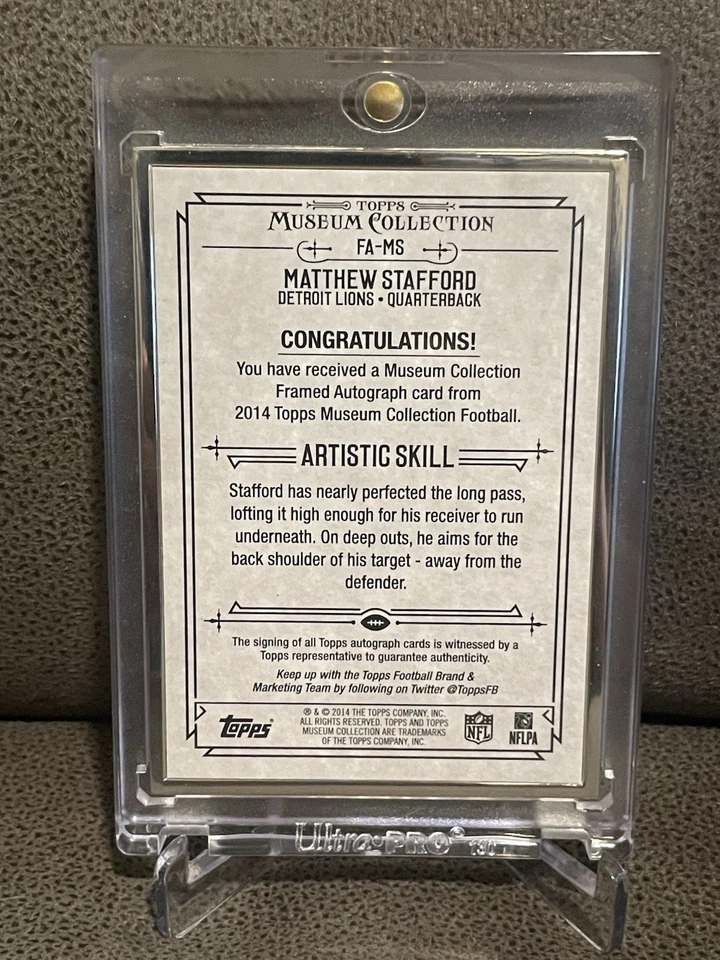 TOPPS
MUSEUM COLLECTION
FA-MS
MATTHEW STAFFORD
DETROIT LIONS • QUARTERBACK
CONGRATULATIONS!
You have received a Museum Collection
Framed Autograph card from
2014 Topps Museum Collection Football.
ARTISTIC SKILL
Stafford has nearly perfected the long pass,
lofting it high enough for his receiver to run
underneath. On deep outs, he aims for the
back shoulder of his target - away from the
defender.
The signing of all Topps autograph cards is witnessed by a
Topps representative to guarantee authenticity.
Keep up with the Topps Football Brand &
Marketing Team by following on Twitter @ToppsFB
topps®
® & © 2014 THE TOPPS COMPANY, INC.
ALL RIGHTS RESERVED. TOPPS AND TOPPS
MUSEUM COLLECTION ARE TRADEMARKS
OF THE TOPPS COMPANY, INC.
NFL
NFLPA
Ultra•PRO® 130